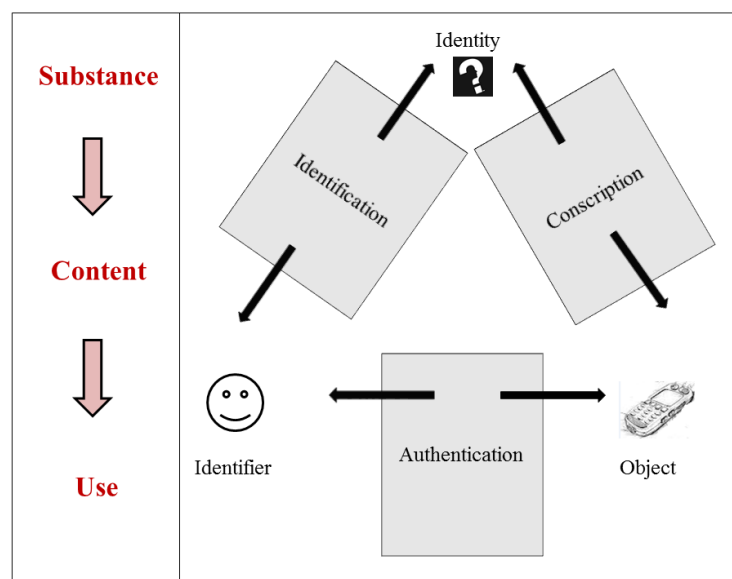 Substance
Content
Use
Identity
?
Identification
Conscription
Authentication
Identifier
Object